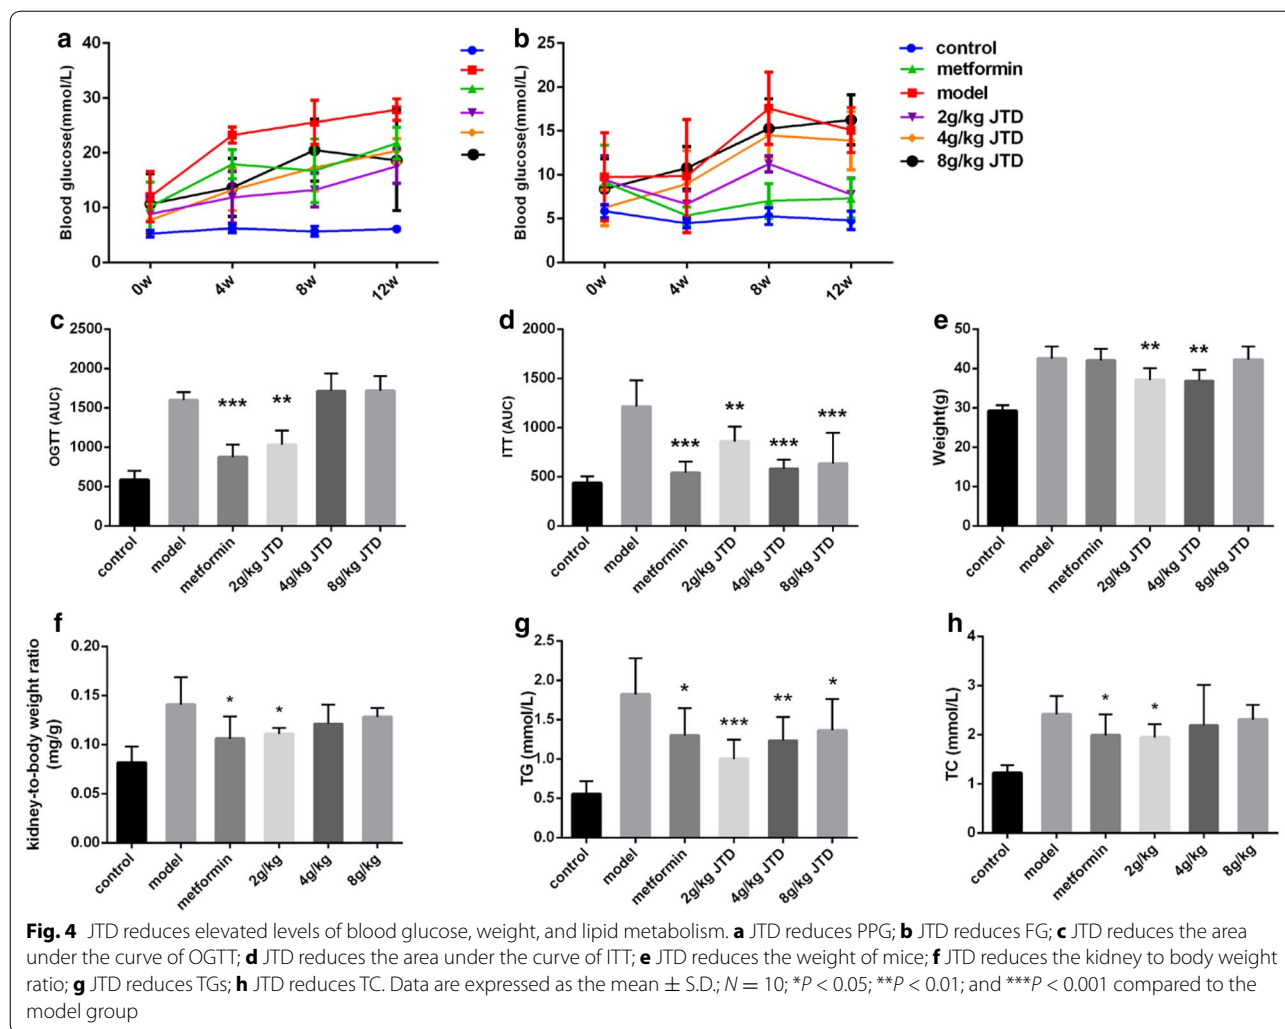 a
Blood glucose(mmol/L)
40
30
20
10
0
0w
4w
8w
12w
b
Blood glucose(mmol/L)
25
20
15
10
5
0
0w
4w
8w
12w
control
metformin
model
2g/kg JTD
4g/kg JTD
8g/kg JTD
c
OGTT (AUC)
2500
2000
1500
1000
500
0
***
**
control
model
metformin
2g/kg JTD
4g/kg JTD
8g/kg JTD
d
ITT (AUC)
2000
1500
1000
500
0
***
**
***
***
control
model
metformin
2g/kg JTD
4g/kg JTD
8g/kg JTD
e
Weight(g)
50
40
30
20
10
0
**
**
control
model
metformin
2g/kg JTD
4g/kg JTD
8g/kg JTD
f
kidney-to-body weight ratio
(mg/g)
0.20
0.15
0.10
0.05
0.00
*
*
control
model
metformin
2g/kg
4g/kg
8g/kg
g
TG (mmol/L)
2.5
2.0
1.5
1.0
0.5
0.0
*
***
**
*
control
model
metformin
2g/kg JTD
4g/kg JTD
8g/kg JTD
h
TC (mmol/L)
4
3
2
1
0
*
*
control
model
metformin
2g/kg
4g/kg
8g/kg
Fig. 4 JTD reduces elevated levels of blood glucose, weight, and lipid metabolism. a JTD reduces PPG; b JTD reduces FG; c JTD reduces the area
under the curve of OGTT; d JTD reduces the area under the curve of ITT; e JTD reduces the weight of mice; f JTD reduces the kidney to body weight
ratio; g JTD reduces TGs; h JTD reduces TC. Data are expressed as the mean ± S.D.; N = 10; *P < 0.05; **P < 0.01; and ***P < 0.001 compared to the
model group